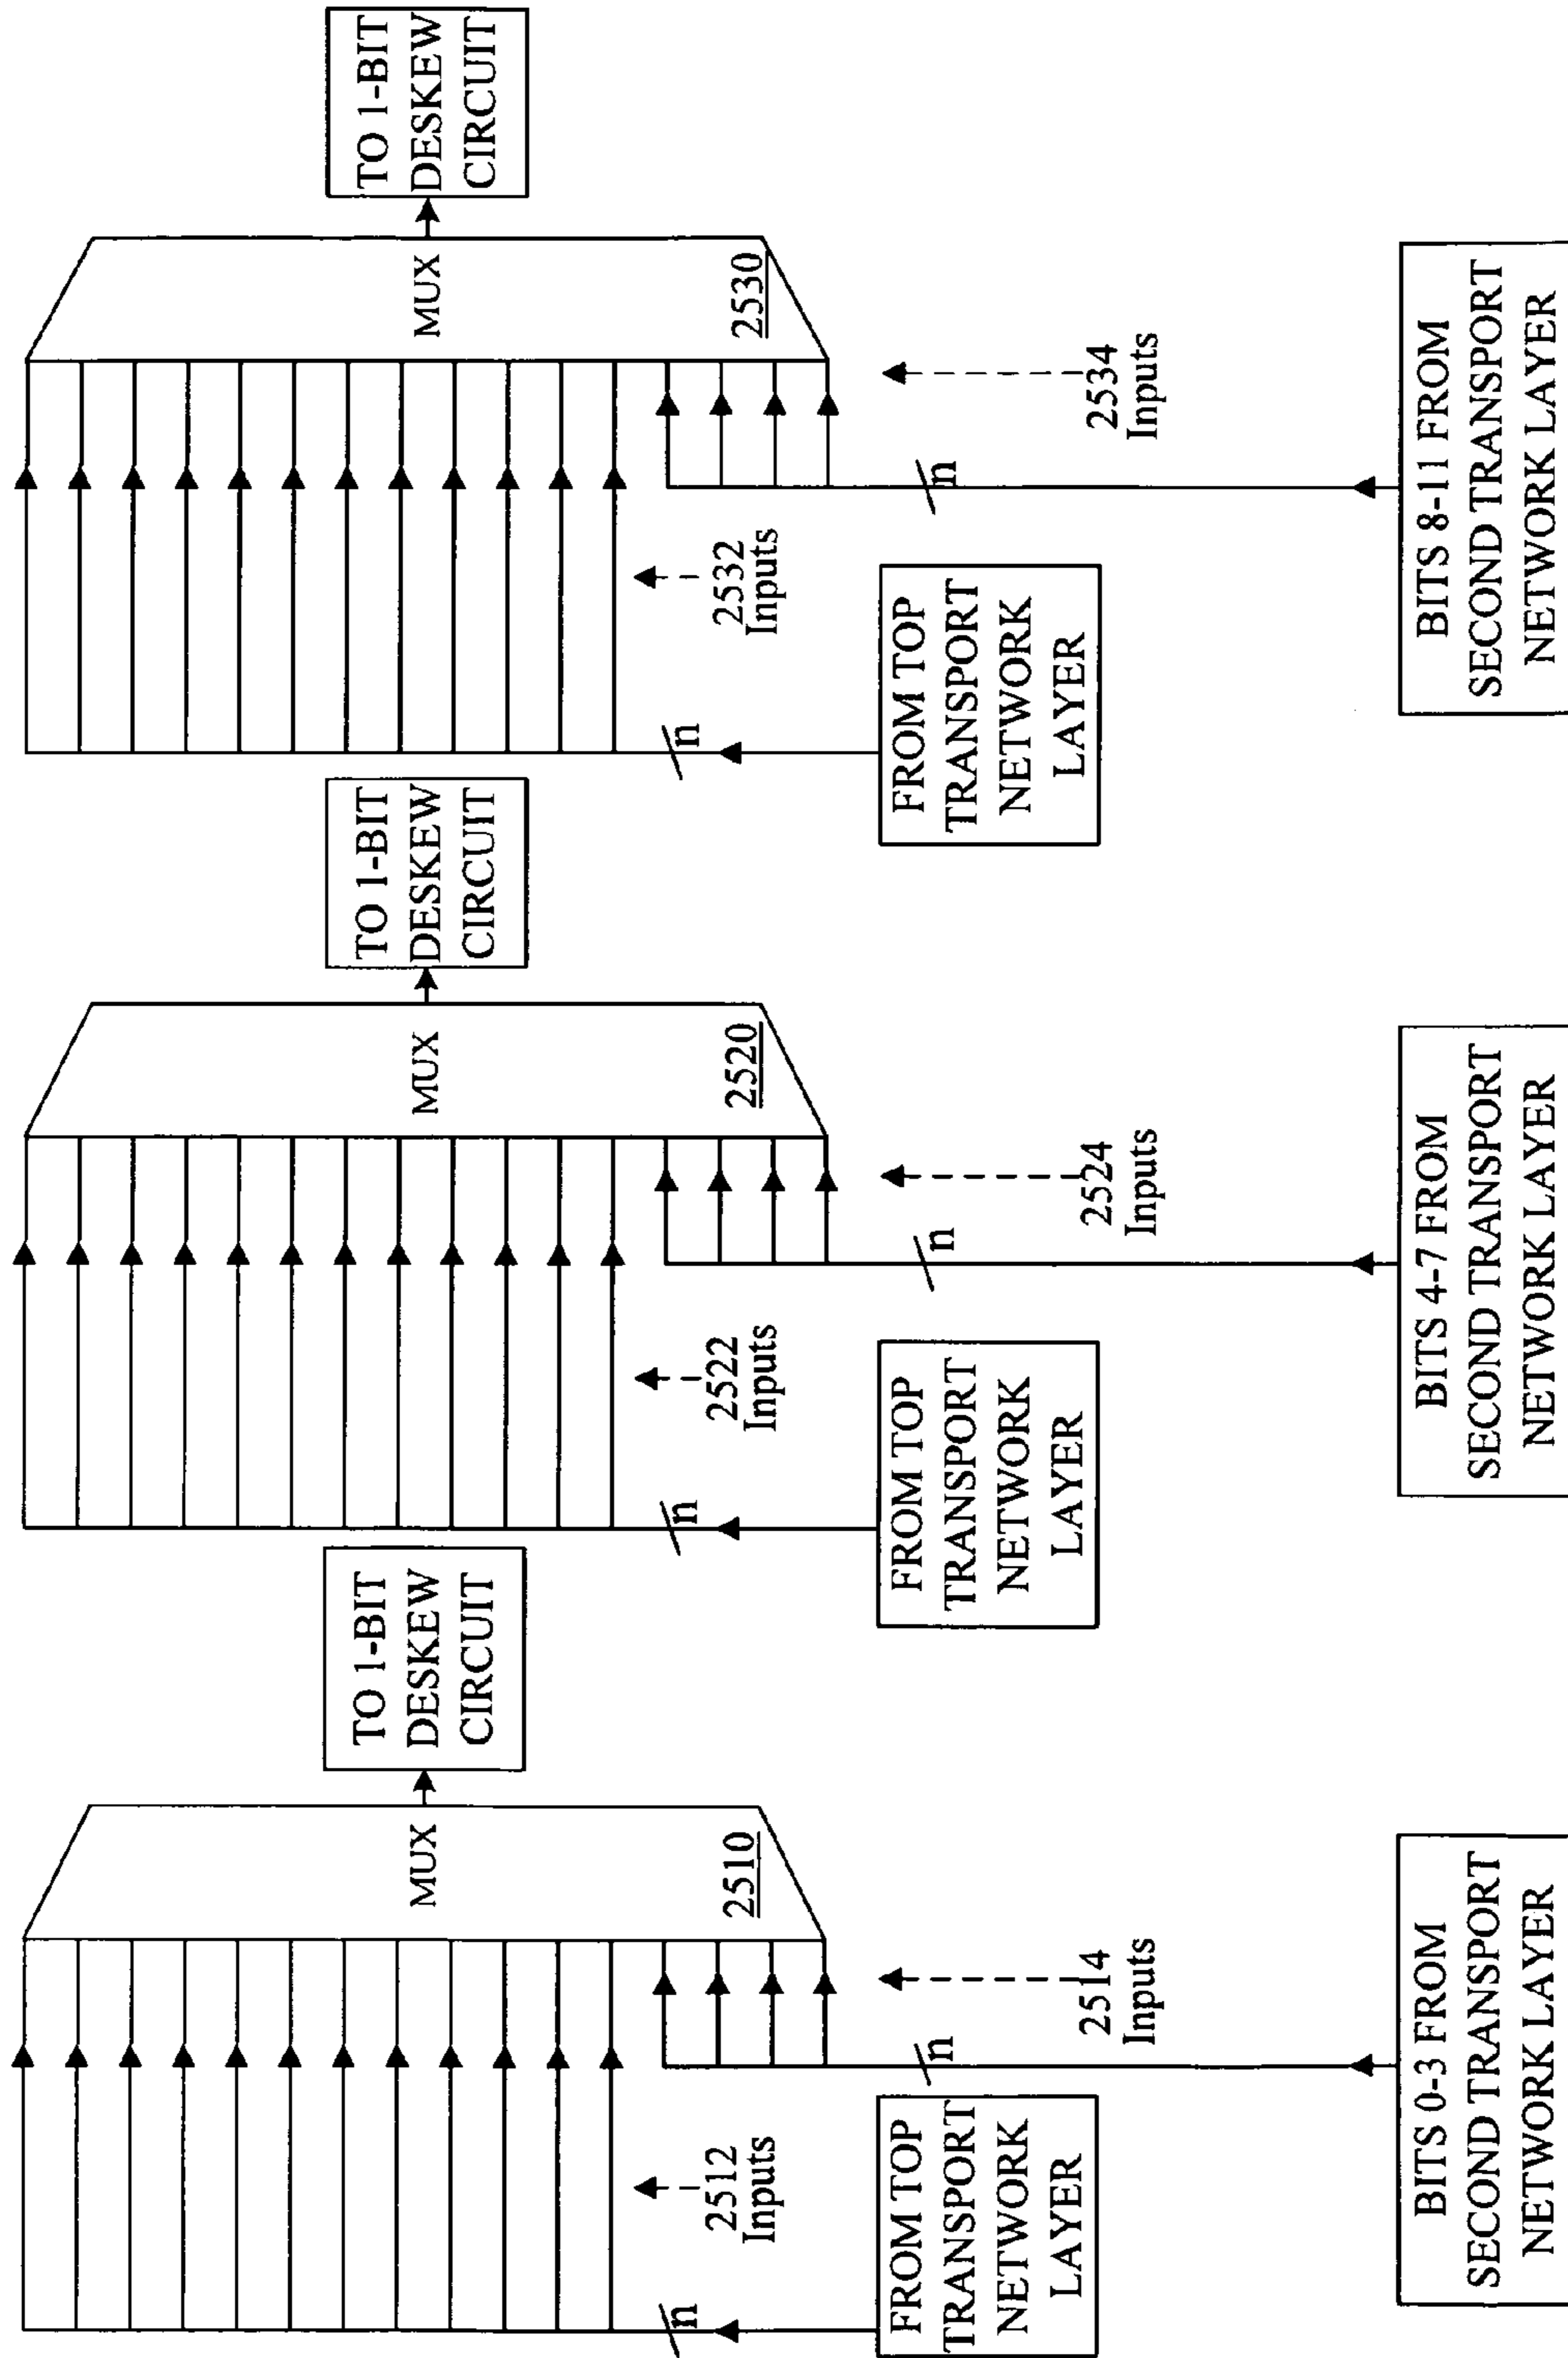 MUX
2510
TO 1-BIT
DESKEW
CIRCUIT
2512
Inputs
n
FROM TOP
TRANSPORT
NETWORK
LAYER
n
2514
Inputs
BITS 0-3 FROM
SECOND TRANSPORT
NETWORK LAYER
MUX
2520
TO 1-BIT
DESKEW
CIRCUIT
2522
Inputs
n
FROM TOP
TRANSPORT
NETWORK
LAYER
n
2524
Inputs
BITS 4-7 FROM
SECOND TRANSPORT
NETWORK LAYER
MUX
2530
TO 1-BIT
DESKEW
CIRCUIT
2532
Inputs
n
FROM TOP
TRANSPORT
NETWORK
LAYER
n
2534
Inputs
BITS 8-11 FROM
SECOND TRANSPORT
NETWORK LAYER